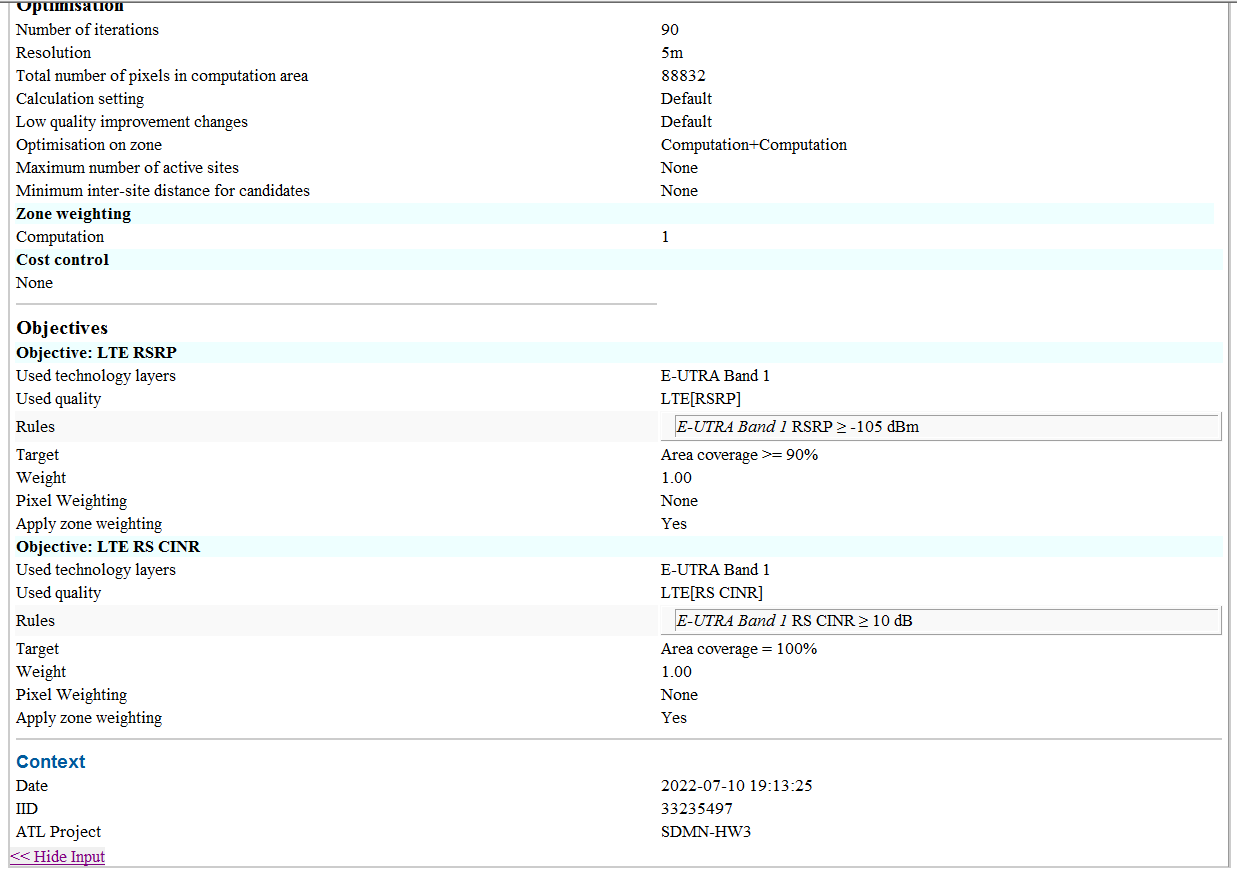 Optimisation
Number of iterations 90
Resolution 5m
Total number of pixels in computation area 88832
Calculation setting Default
Low quality improvement changes Default
Optimisation on zone Computation+Computation
Maximum number of active sites None
Minimum inter-site distance for candidates None
Zone weighting
Computation 1
Cost control
None
Objectives
Objective: LTE RSRP
Used technology layers E-UTRA Band 1
Used quality LTE[RSRP]
Rules E-UTRA Band 1 RSRP ≥ -105 dBm
Target Area coverage >= 90%
Weight 1.00
Pixel Weighting None
Apply zone weighting Yes
Objective: LTE RS CINR
Used technology layers E-UTRA Band 1
Used quality LTE[RS CINR]
Rules E-UTRA Band 1 RS CINR ≥ 10 dB
Target Area coverage = 100%
Weight 1.00
Pixel Weighting None
Apply zone weighting Yes
Context
Date 2022-07-10 19:13:25
IID 33235497
ATL Project SDMN-HW3
<< Hide Input